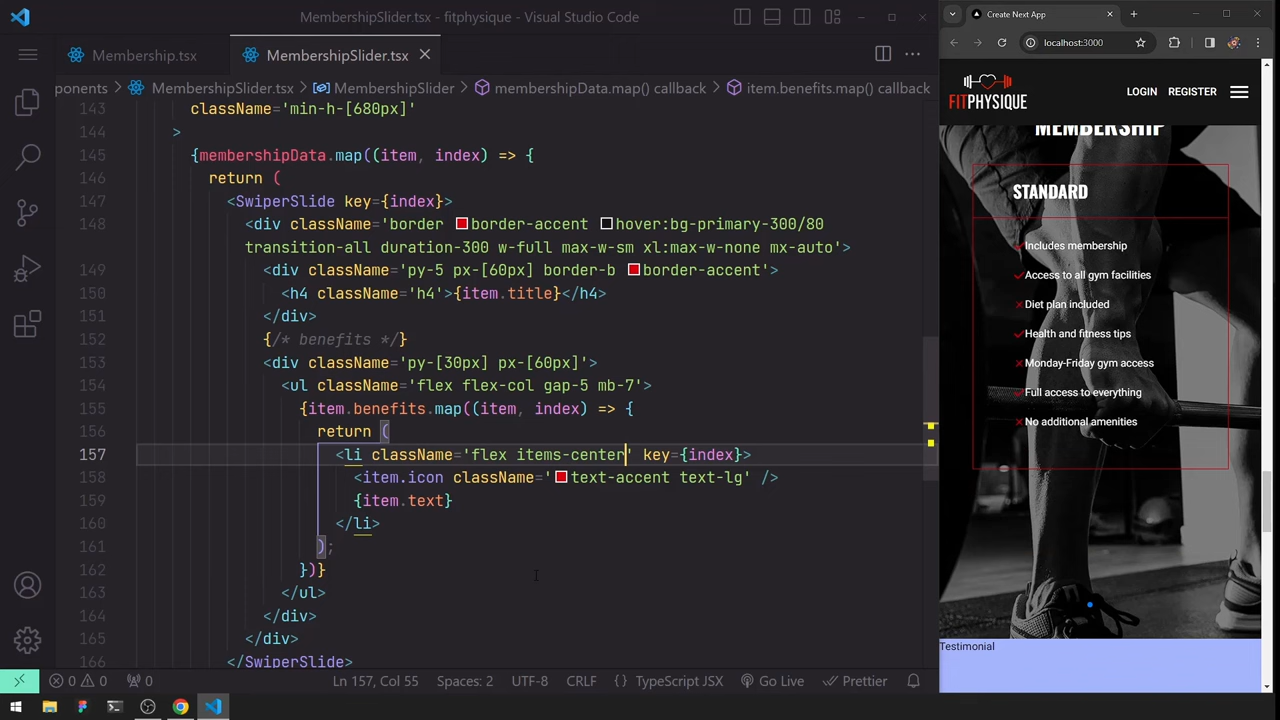 MembershipSlider.tsx - fitphysique - Visual Studio Code
Membership.tsx
MembershipSlider.tsx
ponents > MembershipSlider.tsx > MembershipSlider > membershipData.map() callback > item.benefits.map() callback
143 className='min-h-[680px]'
144 >
145 {membershipData.map((item, index) => {
146 return (
147 <SwiperSlide key={index}>
148 <div className='border border-accent hover:bg-primary-300/80
transition-all duration-300 w-full max-w-sm xl:max-w-none mx-auto'>
149 <div className='py-5 px-[60px] border-b border-accent'>
150 <h4 className='h4'>{item.title}</h4>
151 </div>
152 {/* benefits */}
153 <div className='py-[30px] px-[60px]'>
154 <ul className='flex flex-col gap-5 mb-7'>
155 {item.benefits.map((item, index) => {
156 return (
157 <li className='flex items-center' key={index}>
158 <item.icon className='text-accent text-lg' />
159 {item.text}
160 </li>
161 );
162 })}
163 </ul>
164 </div>
165 </div>
166 </SwiperSlide>
0 0 0 Ln 157, Col 55 Spaces: 2 UTF-8 CRLF {} TypeScript JSX Go Live Prettier
Create Next App
localhost:3000
FITPHYSIQUE
LOGIN REGISTER
MEMBERSHIP
STANDARD
Includes membership
Access to all gym facilities
Diet plan included
Health and fitness tips
Monday-Friday gym access
Full access to everything
No additional amenities
Testimonial